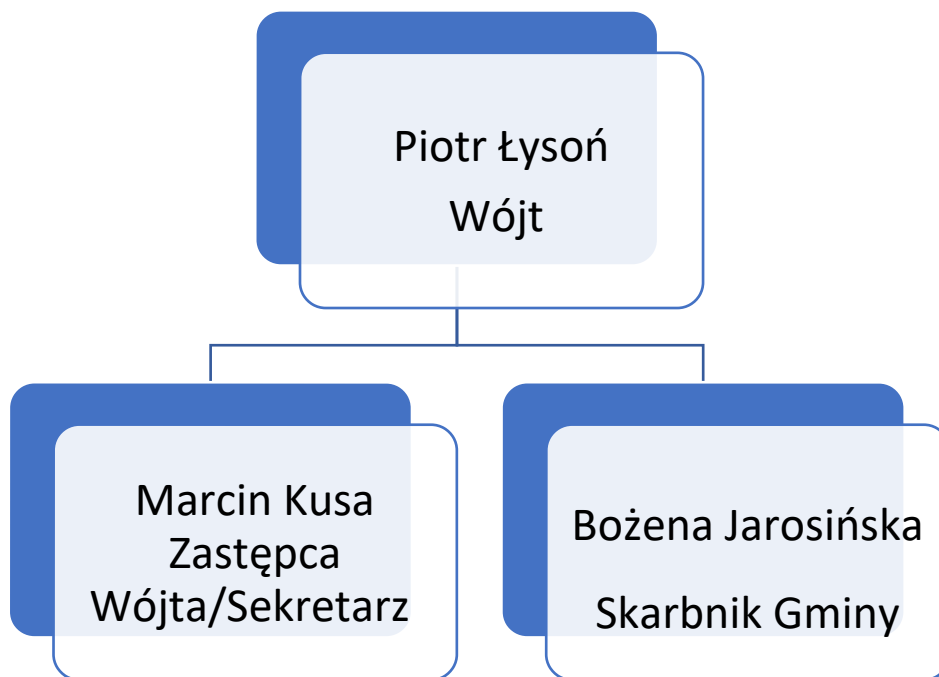 Piotr Łysoń
Wójt
Marcin Kusa
Zastępca
Wójta/Sekretarz
Bożena Jarosińska
Skarbnik Gminy